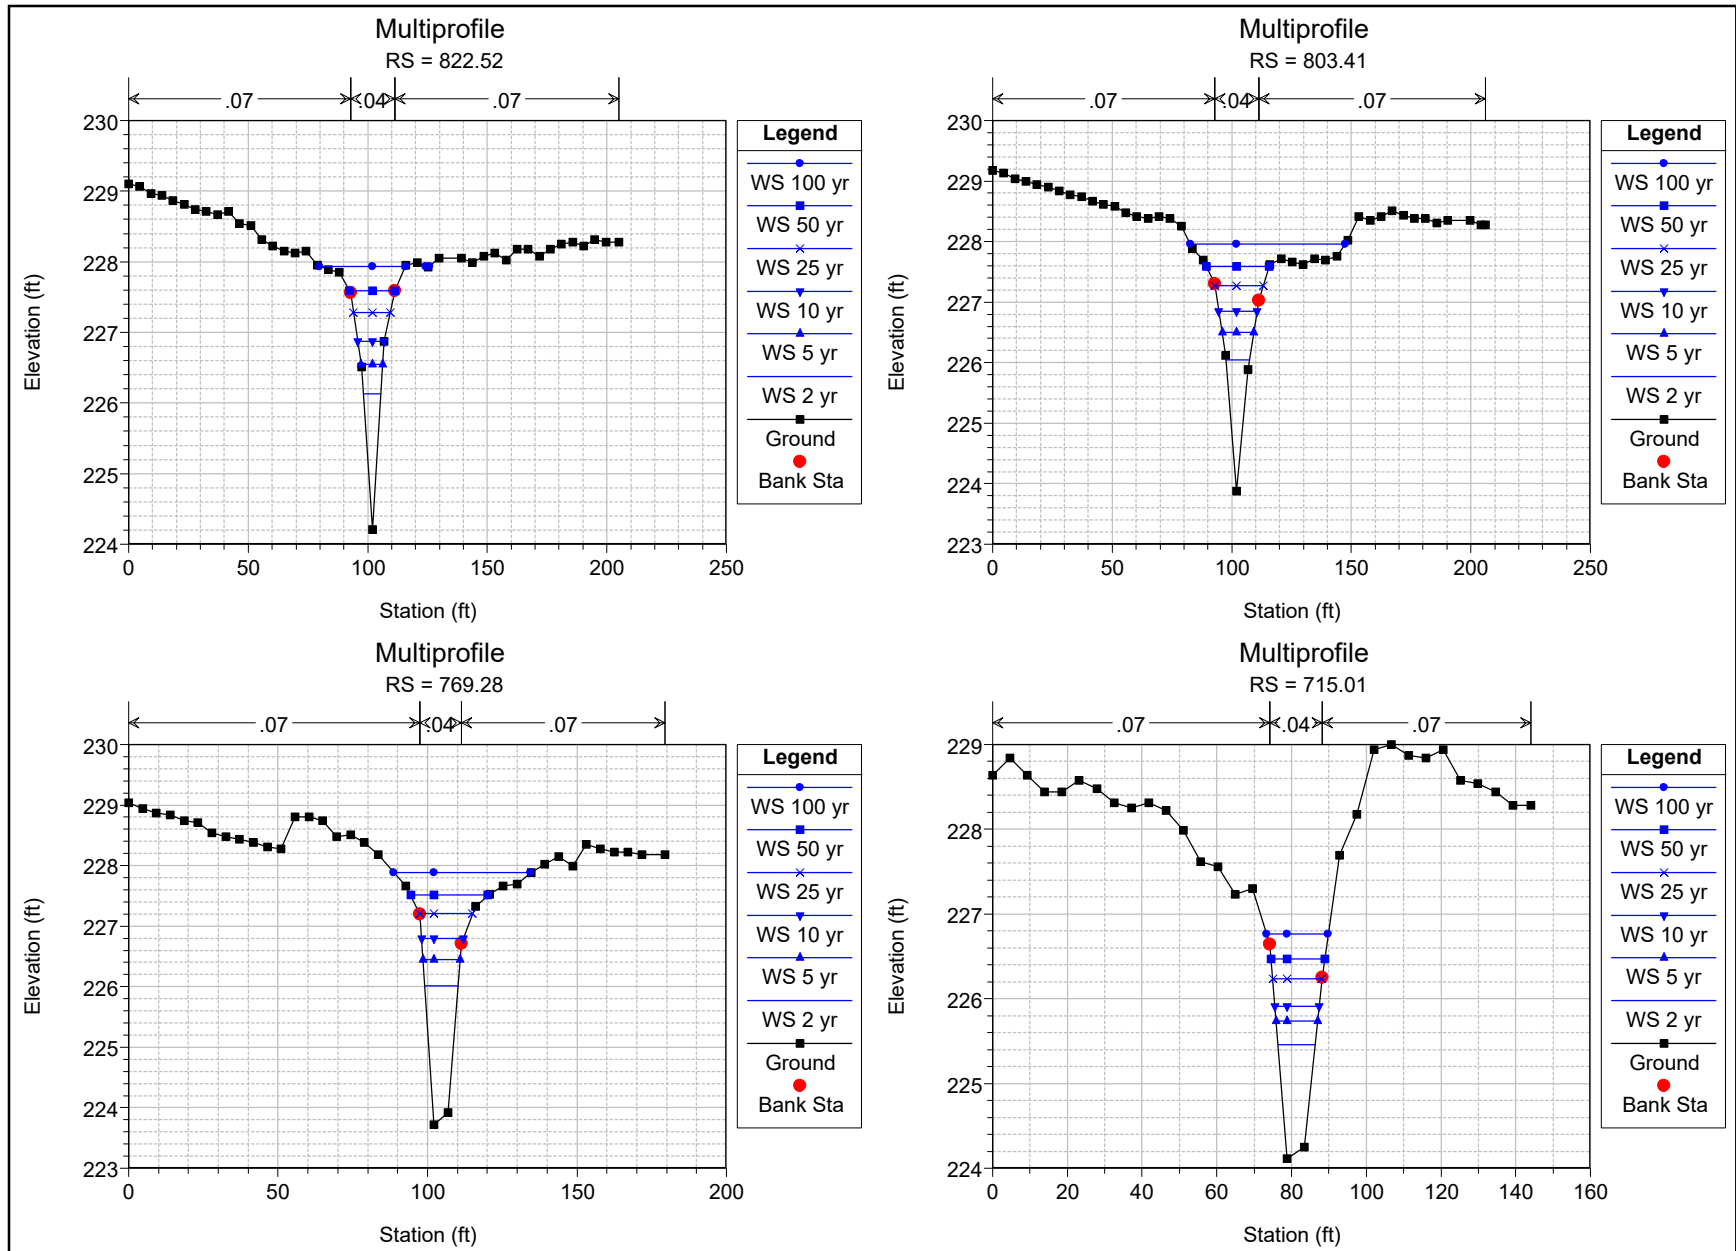 Multiprofile
RS = 822.52
.07
.04
.07
230
229
228
227
226
225
224
0 50 100 150 200 250
Elevation (ft)
Station (ft)
Legend
WS 100 yr
WS 50 yr
WS 25 yr
WS 10 yr
WS 5 yr
WS 2 yr
Ground
Bank Sta
Multiprofile
RS = 803.41
.07
.04
.07
230
229
228
227
226
225
224
223
0 50 100 150 200 250
Elevation (ft)
Station (ft)
Legend
WS 100 yr
WS 50 yr
WS 25 yr
WS 10 yr
WS 5 yr
WS 2 yr
Ground
Bank Sta
Multiprofile
RS = 769.28
.07
.04
.07
230
229
228
227
226
225
224
223
0 50 100 150 200
Elevation (ft)
Station (ft)
Legend
WS 100 yr
WS 50 yr
WS 25 yr
WS 10 yr
WS 5 yr
WS 2 yr
Ground
Bank Sta
Multiprofile
RS = 715.01
.07
.04
.07
229
228
227
226
225
224
0 20 40 60 80 100 120 140 160
Elevation (ft)
Station (ft)
Legend
WS 100 yr
WS 50 yr
WS 25 yr
WS 10 yr
WS 5 yr
WS 2 yr
Ground
Bank Sta